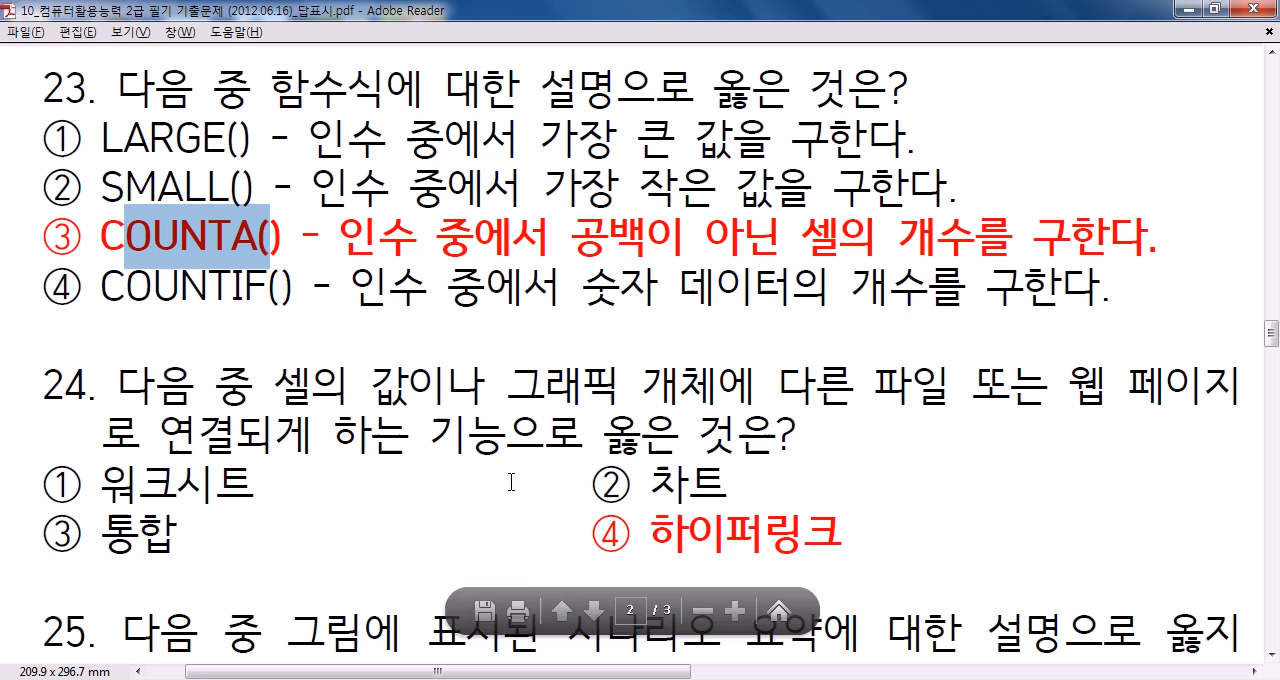 10_컴퓨터활용능력 2급 필기 기출문제 (2012.06.16)_답표시.pdf - Adobe Reader
파일(F) 편집(E) 보기(V) 창(W) 도움말(H)
23. 다음 중 함수식에 대한 설명으로 옳은 것은?
① LARGE() - 인수 중에서 가장 큰 값을 구한다.
② SMALL() - 인수 중에서 가장 작은 값을 구한다.
③ COUNTA() - 인수 중에서 공백이 아닌 셀의 개수를 구한다.
④ COUNTIF() - 인수 중에서 숫자 데이터의 개수를 구한다.
24. 다음 중 셀의 값이나 그래픽 개체에 다른 파일 또는 웹 페이지
로 연결되게 하는 기능으로 옳은 것은?
① 워크시트 ② 차트
③ 통합 ④ 하이퍼링크
2 / 3
25. 다음 중 그림에 표시된 시나리오 요약에 대한 설명으로 옳지
209.9 x 296.7 mm